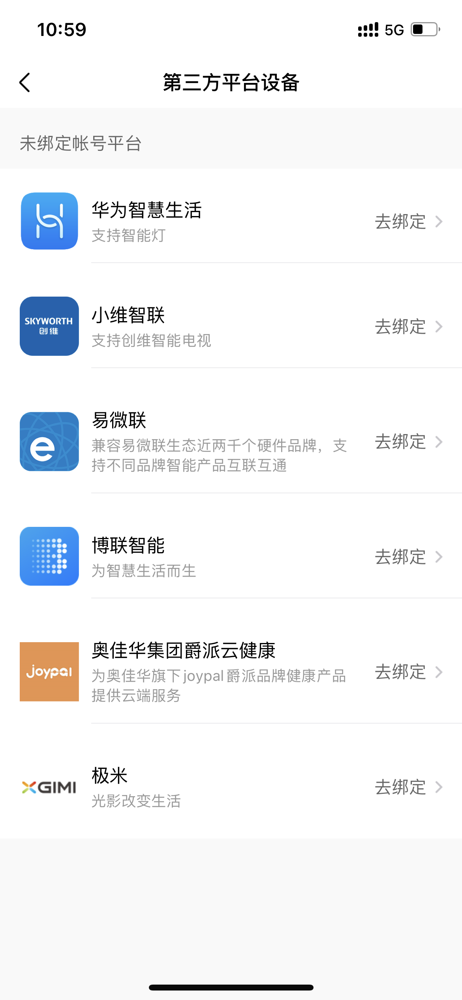 10:59
5G
第三方平台设备
未绑定帐号平台
华为智慧生活
支持智能灯
去绑定
SKYWORTH
创维
小维智联
支持创维智能电视
去绑定
e
易微联
兼容易微联生态近两千个硬件品牌，支
持不同品牌智能产品互联互通
去绑定
博联智能
为智慧生活而生
去绑定
joypal
奥佳华集团爵派云健康
为奥佳华旗下joypal爵派品牌健康产品
提供云端服务
去绑定
XGIMI
极米
光影改变生活
去绑定